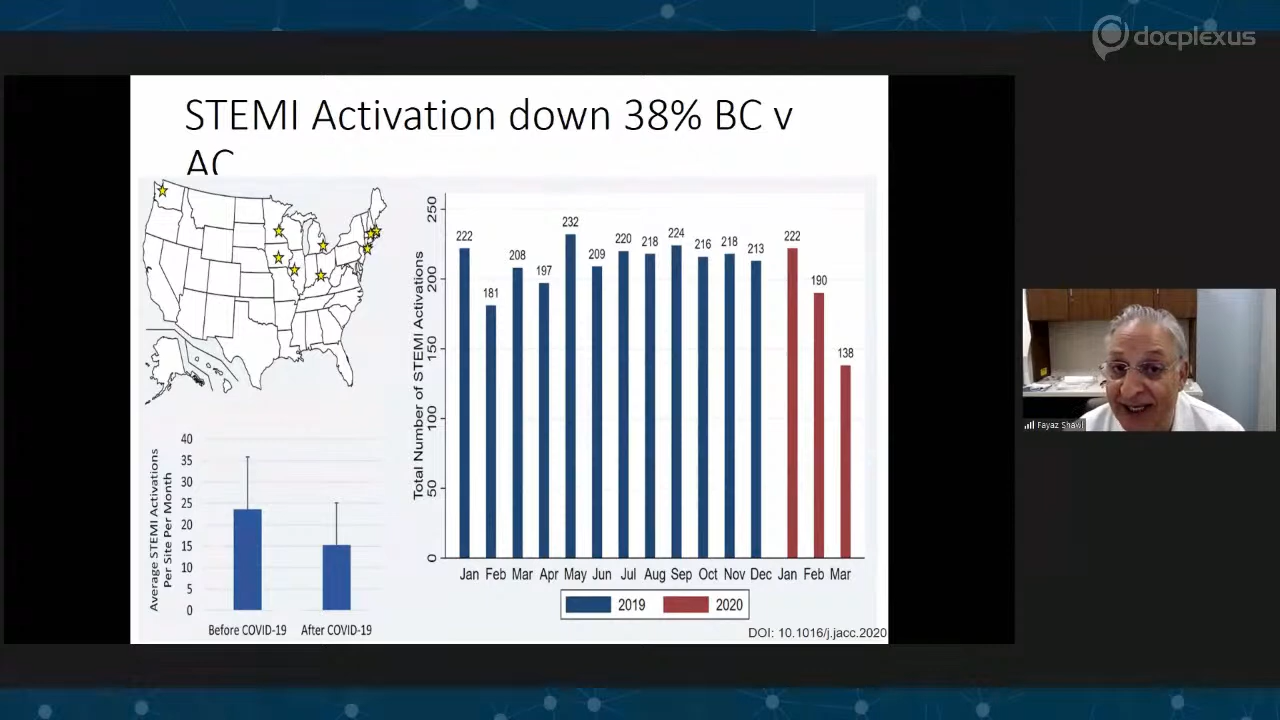 docplexus
STEMI Activation down 38% BC v
AC
Average STEMI Activations
Per Site Per Month
40
35
30
25
20
15
10
5
0
Before COVID-19
After COVID-19
Total Number of STEMI Activations
250
200
150
100
50
0
222
181
208
197
232
209
220
218
224
216
218
213
222
190
138
Jan Feb Mar Apr May Jun Jul Aug Sep Oct Nov Dec Jan Feb Mar
2019
2020
DOI: 10.1016/j.jacc.2020
Fayaz Shawl